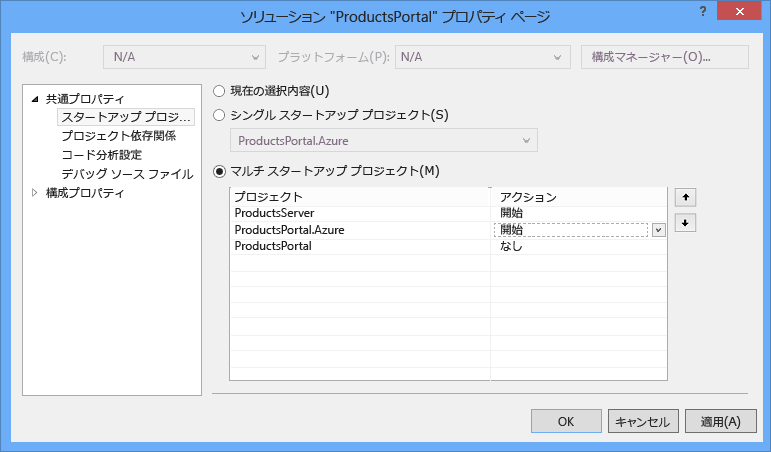 ソリューション "ProductsPortal" プロパティ ページ
?
構成(C): N/A プラットフォーム(P): N/A 構成マネージャー(O)...
共通プロパティ
スタートアップ プロジ...
プロジェクト依存関係
コード分析設定
デバッグ ソース ファイル
構成プロパティ
現在の選択内容(U)
シングル スタートアップ プロジェクト(S)
ProductsPortal.Azure
マルチ スタートアップ プロジェクト(M)
プロジェクト アクション
ProductsServer 開始
ProductsPortal.Azure 開始
ProductsPortal なし
OK キャンセル 適用(A)